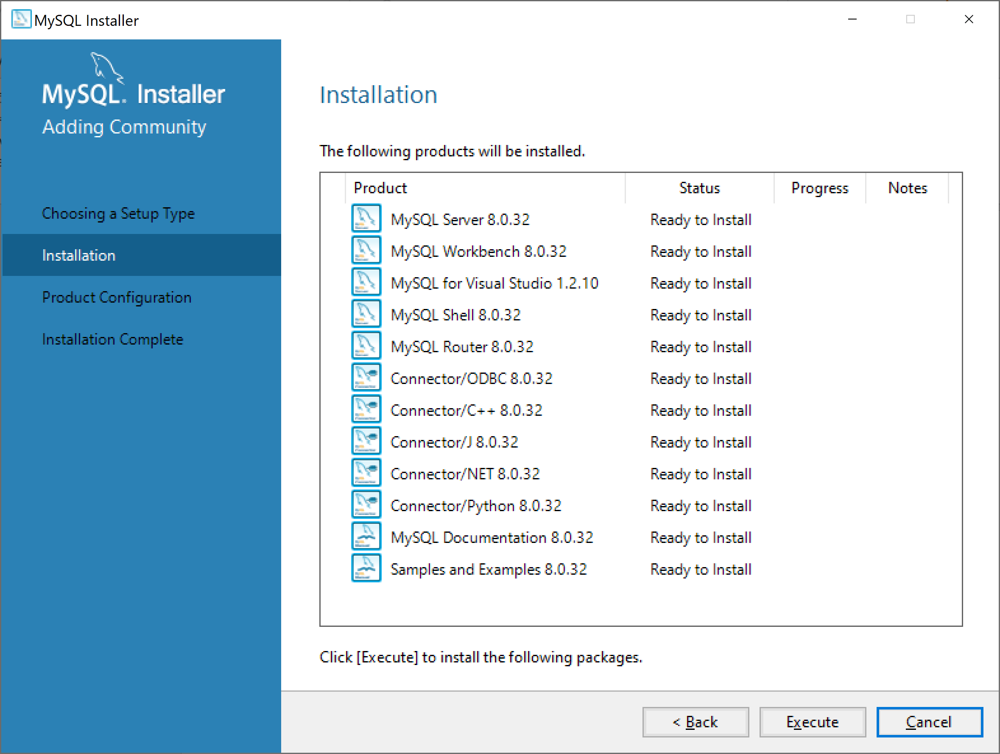 MySQL Installer
MySQL. Installer
Adding Community
Choosing a Setup Type
Installation
Product Configuration
Installation Complete
Installation
The following products will be installed.
Product Status Progress Notes
MySQL Server 8.0.32 Ready to Install
MySQL Workbench 8.0.32 Ready to Install
MySQL for Visual Studio 1.2.10 Ready to Install
MySQL Shell 8.0.32 Ready to Install
MySQL Router 8.0.32 Ready to Install
Connector/ODBC 8.0.32 Ready to Install
Connector/C++ 8.0.32 Ready to Install
Connector/J 8.0.32 Ready to Install
Connector/NET 8.0.32 Ready to Install
Connector/Python 8.0.32 Ready to Install
MySQL Documentation 8.0.32 Ready to Install
Samples and Examples 8.0.32 Ready to Install
Click [Execute] to install the following packages.
< Back Execute Cancel